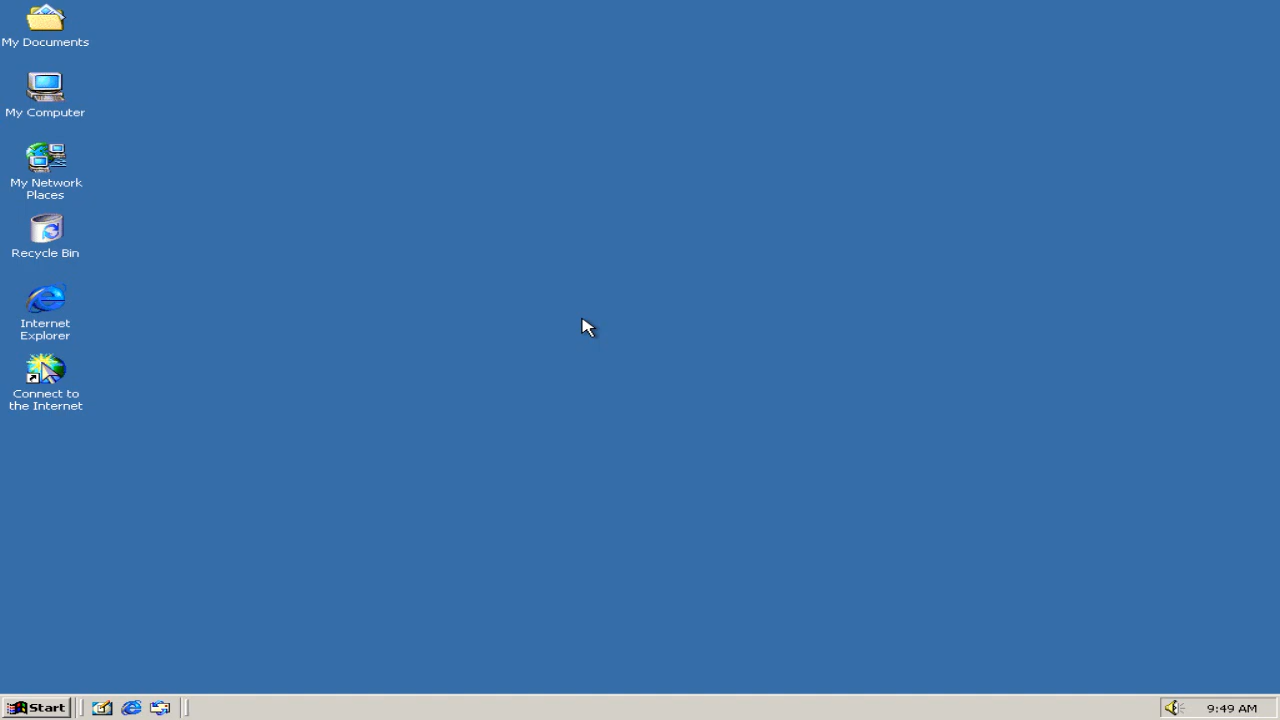 My Documents
My Computer
My Network
Places
Recycle Bin
Internet
Explorer
Connect to
the Internet
Start
9:49 AM